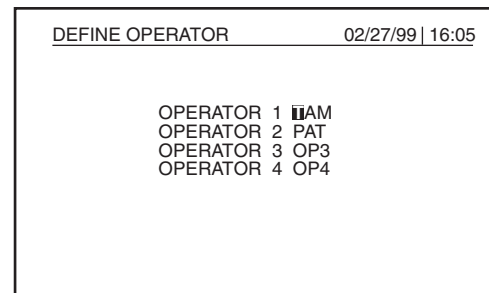 DEFINE OPERATOR 02/27/99 | 16:05
OPERATOR 1 TAM
OPERATOR 2 PAT
OPERATOR 3 OP3
OPERATOR 4 OP4